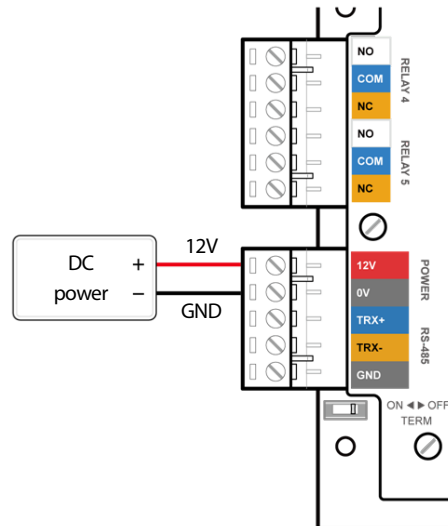 NO
COM
NC
RELAY 4
NO
COM
NC
RELAY 5
DC
power
+
−
12V
GND
12V
0V
POWER
TRX+
TRX-
GND
RS-485
ON ◀ ▶ OFF
TERM